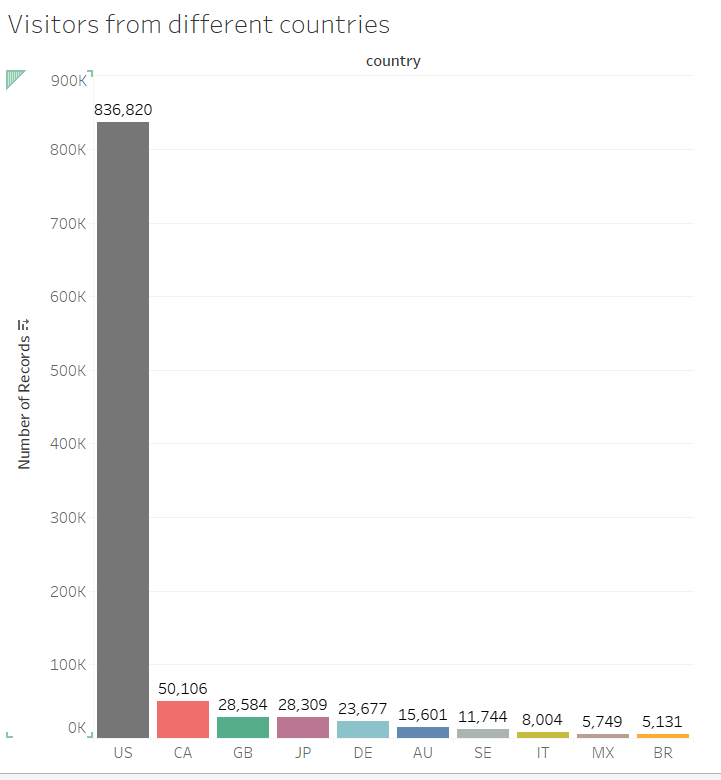 Visitors from different countries
country
Number of Records
900K
800K
700K
600K
500K
400K
300K
200K
100K
0K
836,820
50,106
28,584
28,309
23,677
15,601
11,744
8,004
5,749
5,131
US
CA
GB
JP
DE
AU
SE
IT
MX
BR